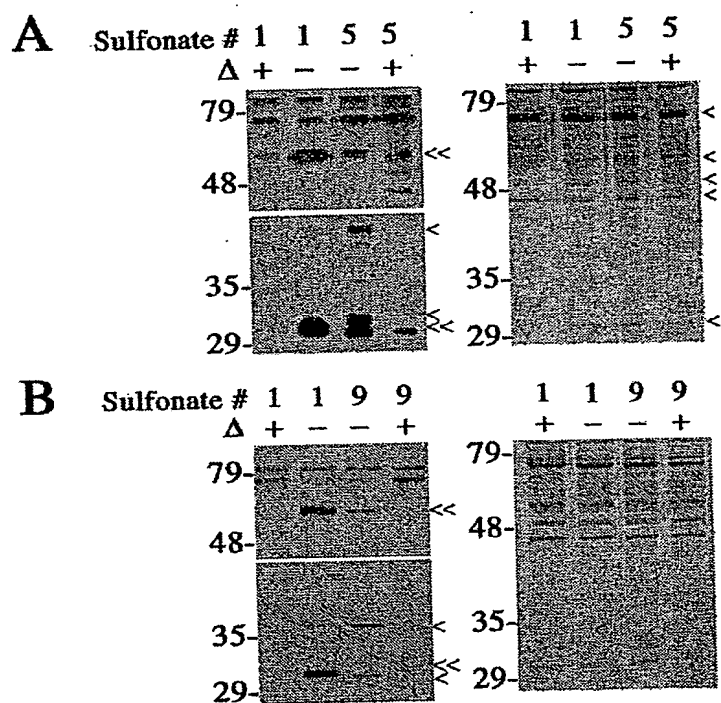 A
Sulfonate # 1 1 5 5
Δ + − − +
79-
48-
35-
29-
<<
<
<
<<
1 1 5 5
+ − − +
79-
48-
35-
29-
<
<
<
<
<
B
Sulfonate # 1 1 9 9
Δ + − − +
79-
48-
35-
29-
<<
<
<<
<
1 1 9 9
+ − − +
79-
48-
35-
29-